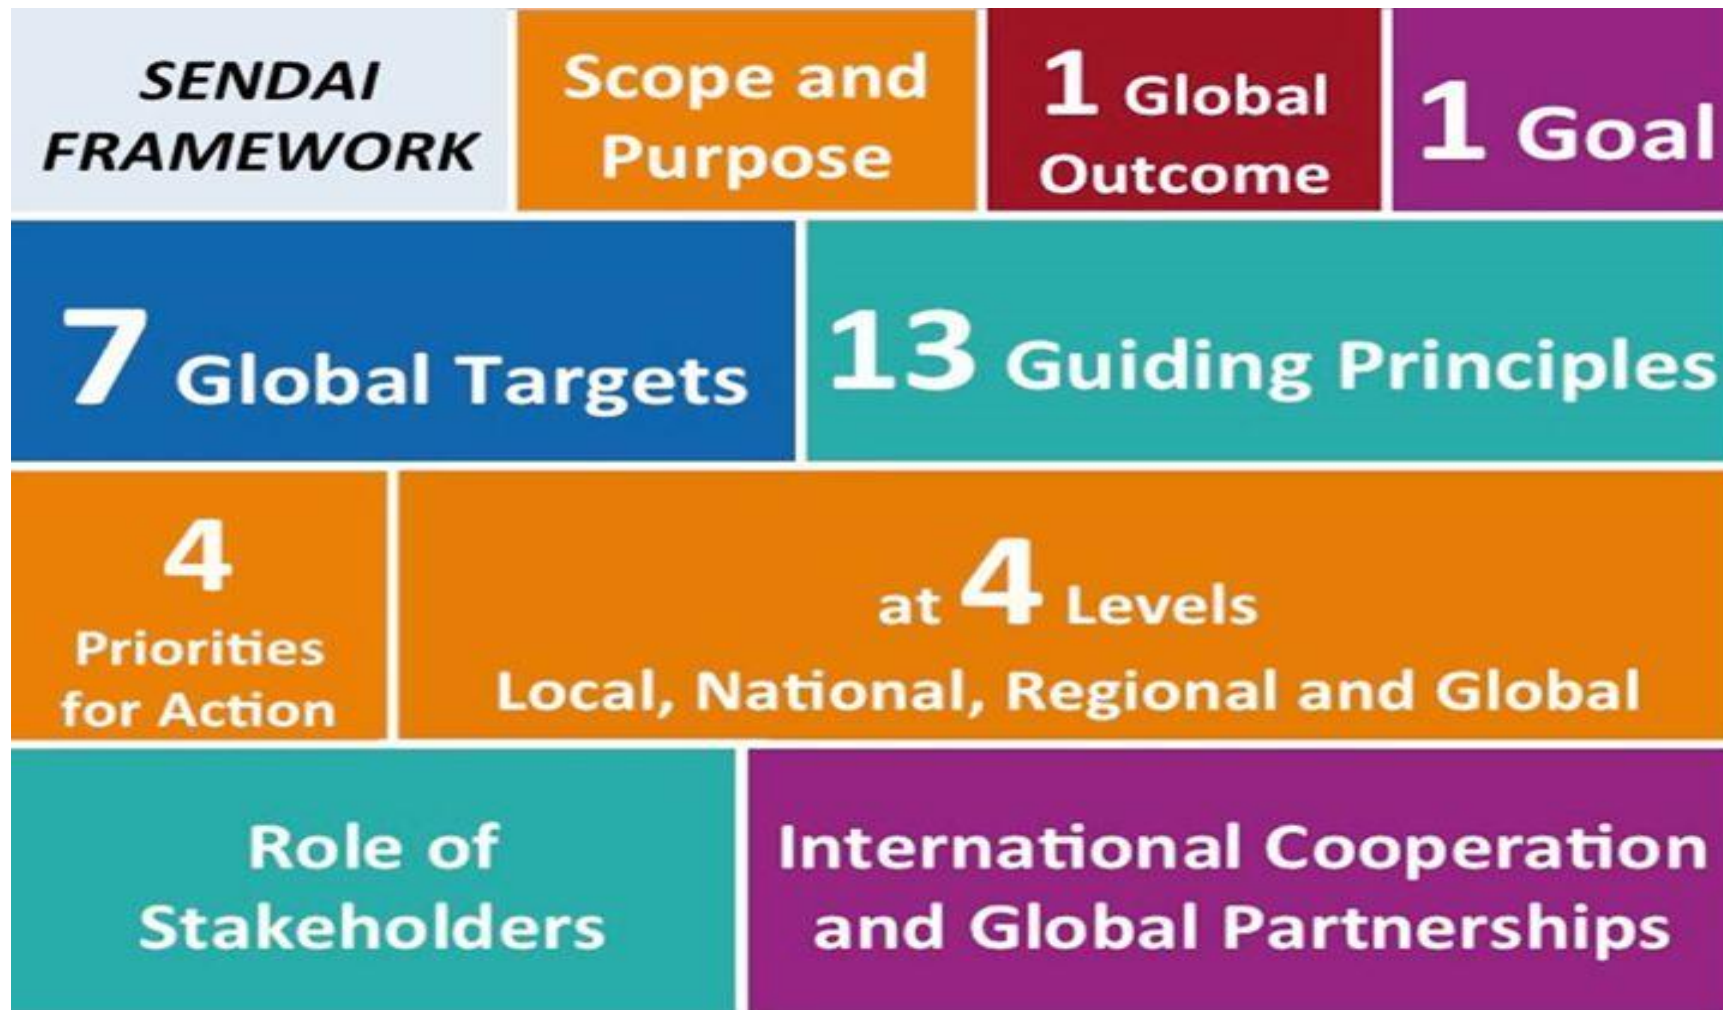 SENDAI
FRAMEWORK
Scope and
Purpose
1 Global
Outcome
1 Goal
7 Global Targets
13 Guiding Principles
4
Priorities
for Action
at 4 Levels
Local, National, Regional and Global
Role of
Stakeholders
International Cooperation
and Global Partnerships